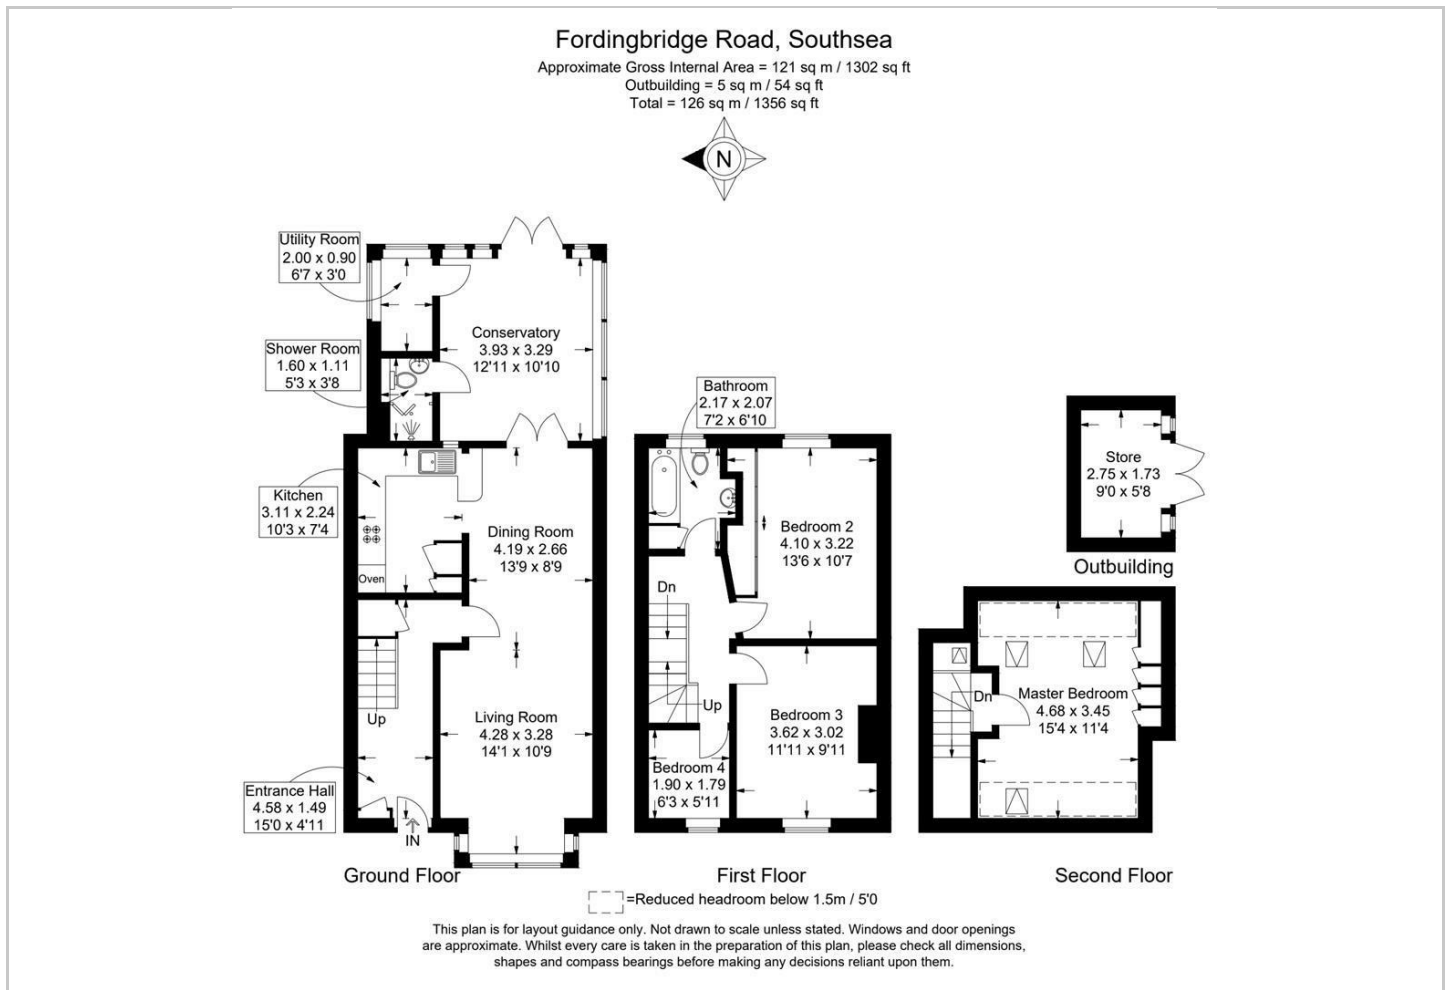 Fordingbridge Road, Southsea
Approximate Gross Internal Area = 121 sq m / 1302 sq ft
Outbuilding = 5 sq m / 54 sq ft
Total = 126 sq m / 1356 sq ft
N
Utility Room
2.00 x 0.90
6'7 x 3'0
Shower Room
1.60 x 1.11
5'3 x 3'8
Conservatory
3.93 x 3.29
12'11 x 10'10
Kitchen
3.11 x 2.24
10'3 x 7'4
Oven
Dining Room
4.19 x 2.66
13'9 x 8'9
Up
Living Room
4.28 x 3.28
14'1 x 10'9
Entrance Hall
4.58 x 1.49
15'0 x 4'11
IN
Ground Floor
Bathroom
2.17 x 2.07
7'2 x 6'10
Bedroom 2
4.10 x 3.22
13'6 x 10'7
Dn
Up
Bedroom 3
3.62 x 3.02
11'11 x 9'11
Bedroom 4
1.90 x 1.79
6'3 x 5'11
First Floor
Store
2.75 x 1.73
9'0 x 5'8
Outbuilding
Dn
Master Bedroom
4.68 x 3.45
15'4 x 11'4
Second Floor
=Reduced headroom below 1.5m / 5'0
This plan is for layout guidance only. Not drawn to scale unless stated. Windows and door openings
are approximate. Whilst every care is taken in the preparation of this plan, please check all dimensions,
shapes and compass bearings before making any decisions reliant upon them.